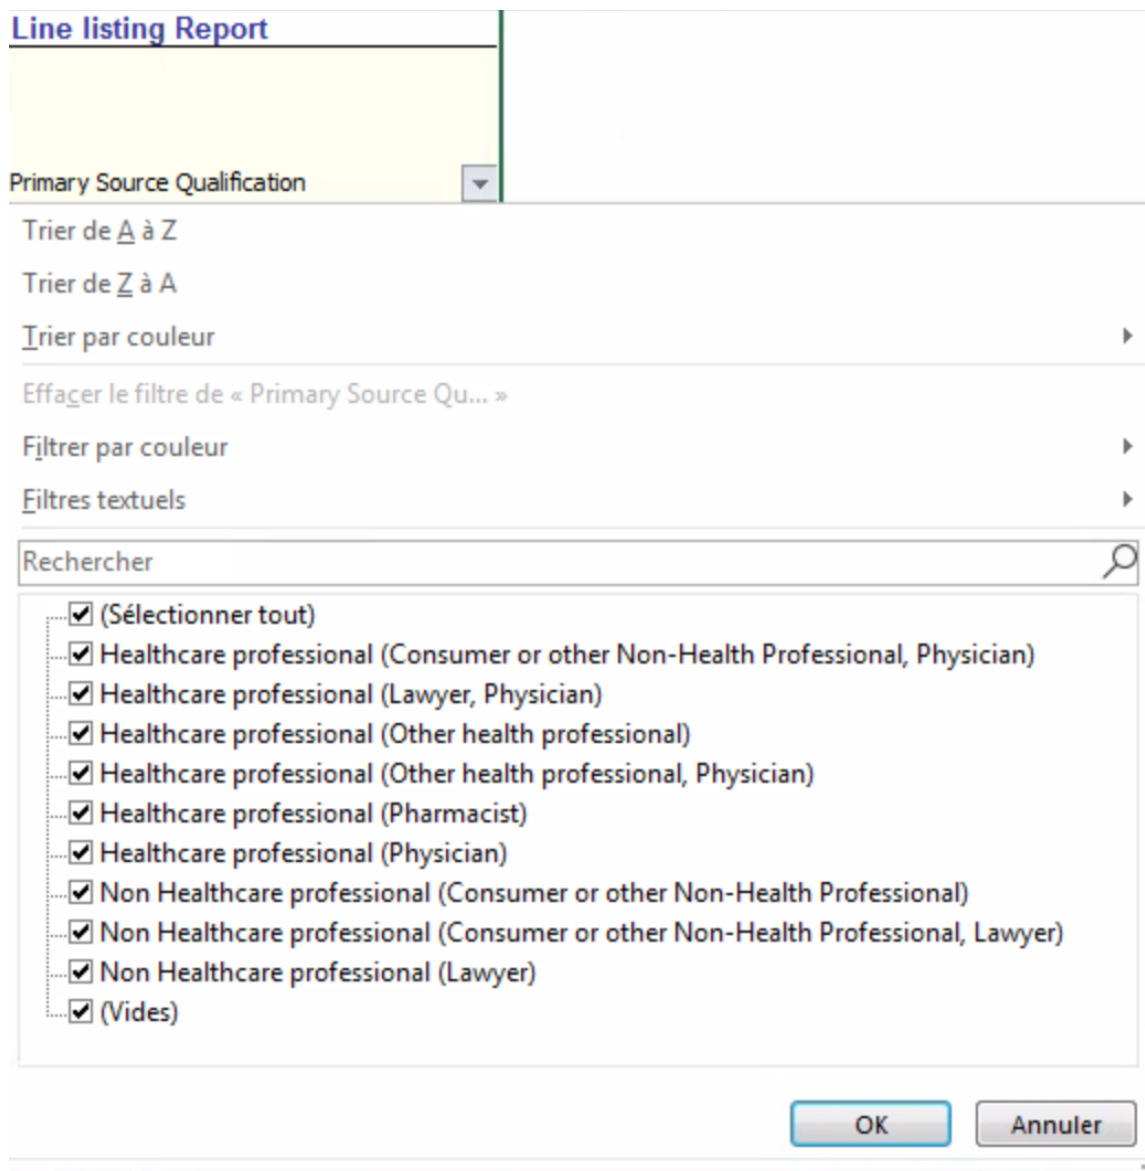 Line listing Report
Primary Source Qualification
Trier de A à Z
Trier de Z à A
Trier par couleur
Effacer le filtre de « Primary Source Qu... »
Filtrer par couleur
Filtres textuels
Rechercher
(Sélectionner tout)
Healthcare professional (Consumer or other Non-Health Professional, Physician)
Healthcare professional (Lawyer, Physician)
Healthcare professional (Other health professional)
Healthcare professional (Other health professional, Physician)
Healthcare professional (Pharmacist)
Healthcare professional (Physician)
Non Healthcare professional (Consumer or other Non-Health Professional)
Non Healthcare professional (Consumer or other Non-Health Professional, Lawyer)
Non Healthcare professional (Lawyer)
(Vides)
OK Annuler